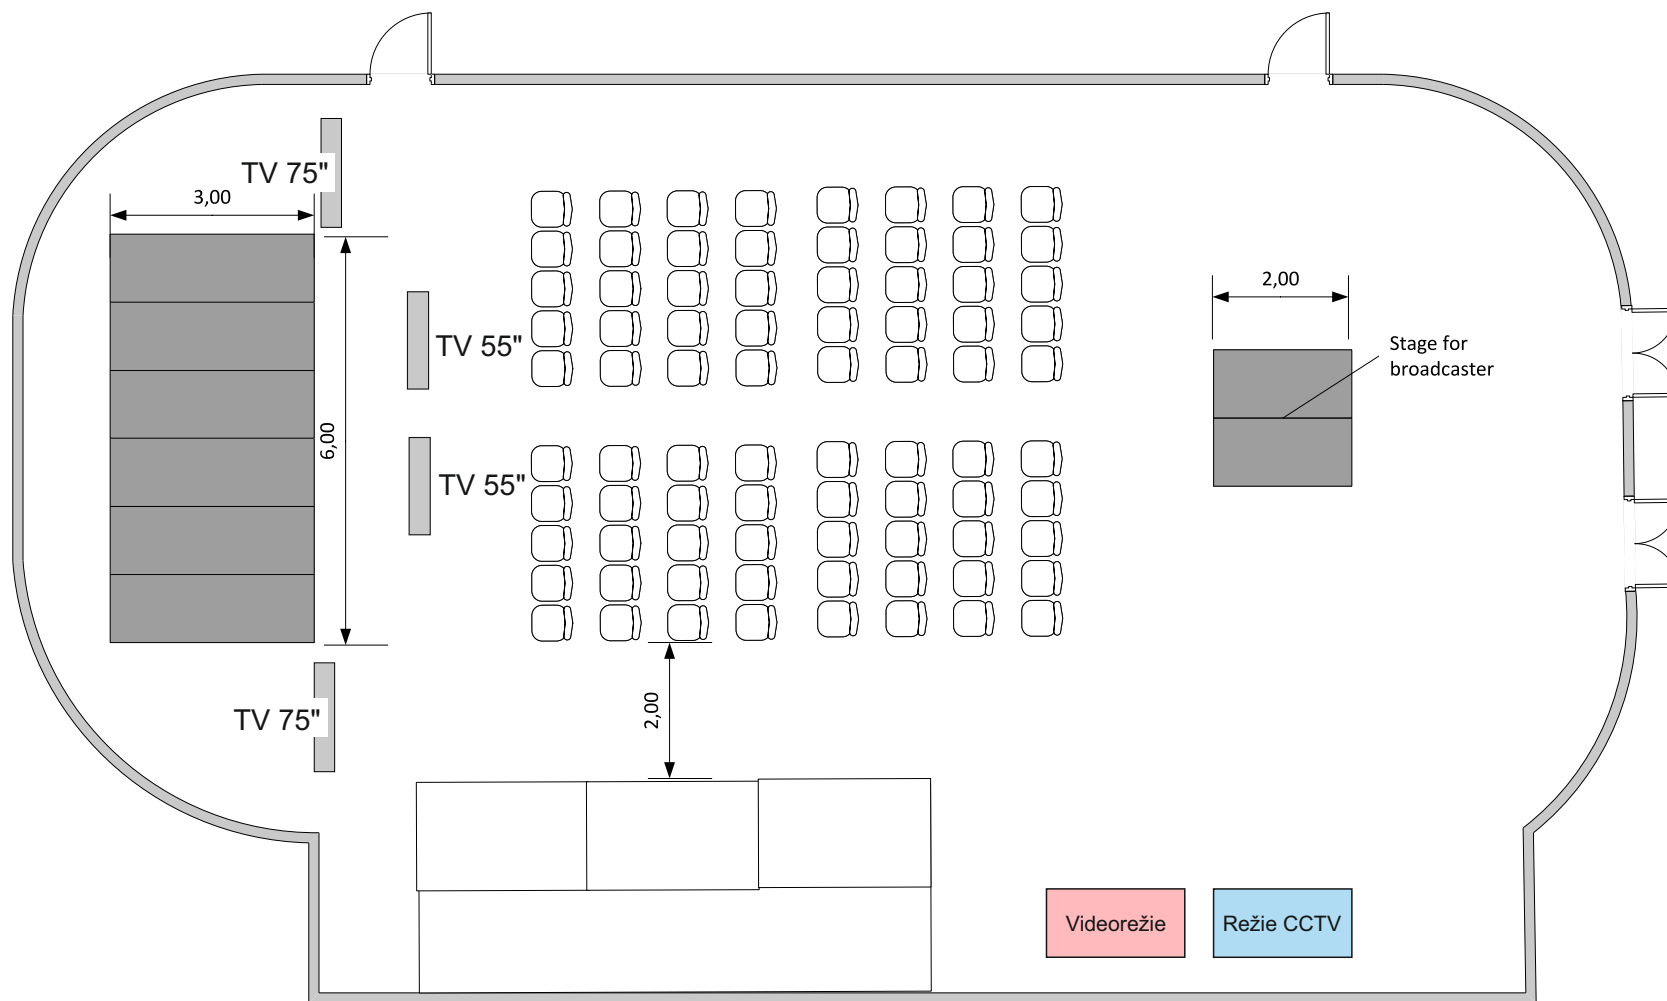 TV 75"
3,00
2,00
TV 55"
Stage for
broadcaster
6,00
TV 55"
2,00
TV 75"
Videorežie
Režie CCTV